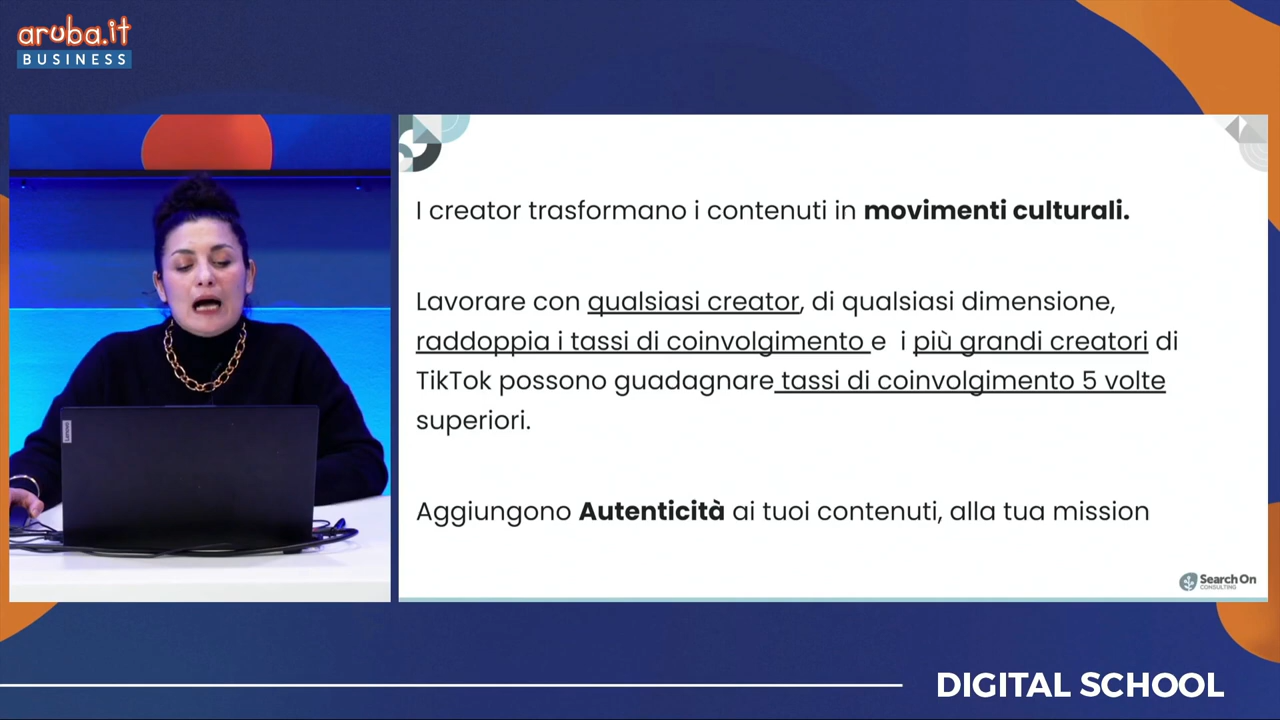 aruba.it
BUSINESS
I creator trasformano i contenuti in movimenti culturali.
Lavorare con qualsiasi creator, di qualsiasi dimensione,
raddoppia i tassi di coinvolgimento e i più grandi creatori di
TikTok possono guadagnare tassi di coinvolgimento 5 volte
superiori.
Aggiungono Autenticità ai tuoi contenuti, alla tua mission
Search On
CONSULTING
Lenovo
DIGITAL SCHOOL